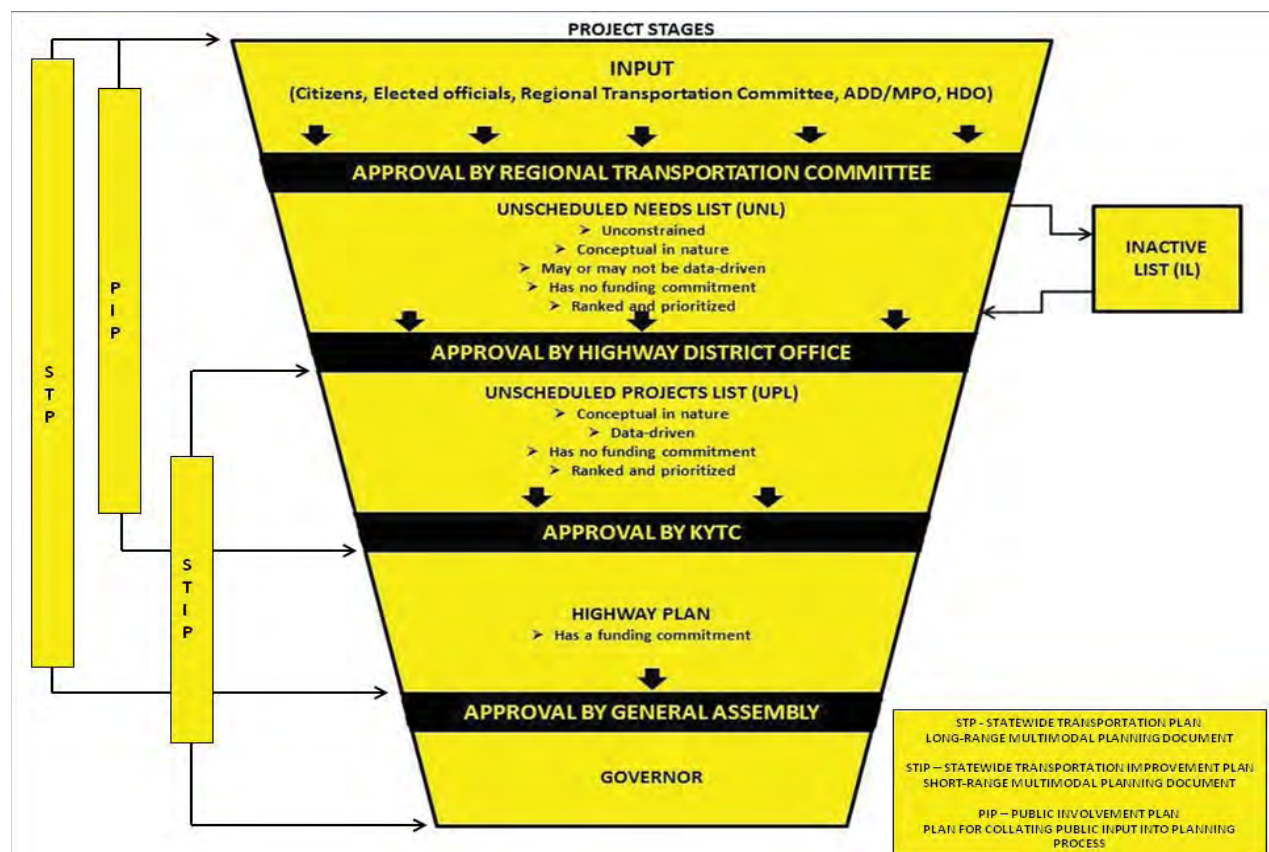 PROJECT STAGES
INPUT
(Citizens, Elected officials, Regional Transportation Committee, ADD/MPO, HDO)
APPROVAL BY REGIONAL TRANSPORTATION COMMITTEE
UNSCHEDULED NEEDS LIST (UNL)
➢ Unconstrained
➢ Conceptual in nature
➢ May or may not be data-driven
➢ Has no funding commitment
➢ Ranked and prioritized
INACTIVE
LIST (IL)
APPROVAL BY HIGHWAY DISTRICT OFFICE
UNSCHEDULED PROJECTS LIST (UPL)
➢ Conceptual in nature
➢ Data-driven
➢ Has no funding commitment
➢ Ranked and prioritized
APPROVAL BY KYTC
HIGHWAY PLAN
➢ Has a funding commitment
APPROVAL BY GENERAL ASSEMBLY
GOVERNOR
S
T
P
P
I
P
S
T
I
P
STP - STATEWIDE TRANSPORTATION PLAN
LONG-RANGE MULTIMODAL PLANNING DOCUMENT
STIP – STATEWIDE TRANSPORTATION IMPROVEMENT PLAN
SHORT-RANGE MULTIMODAL PLANNING DOCUMENT
PIP – PUBLIC INVOLVEMENT PLAN
PLAN FOR COLLATING PUBLIC INPUT INTO PLANNING
PROCESS